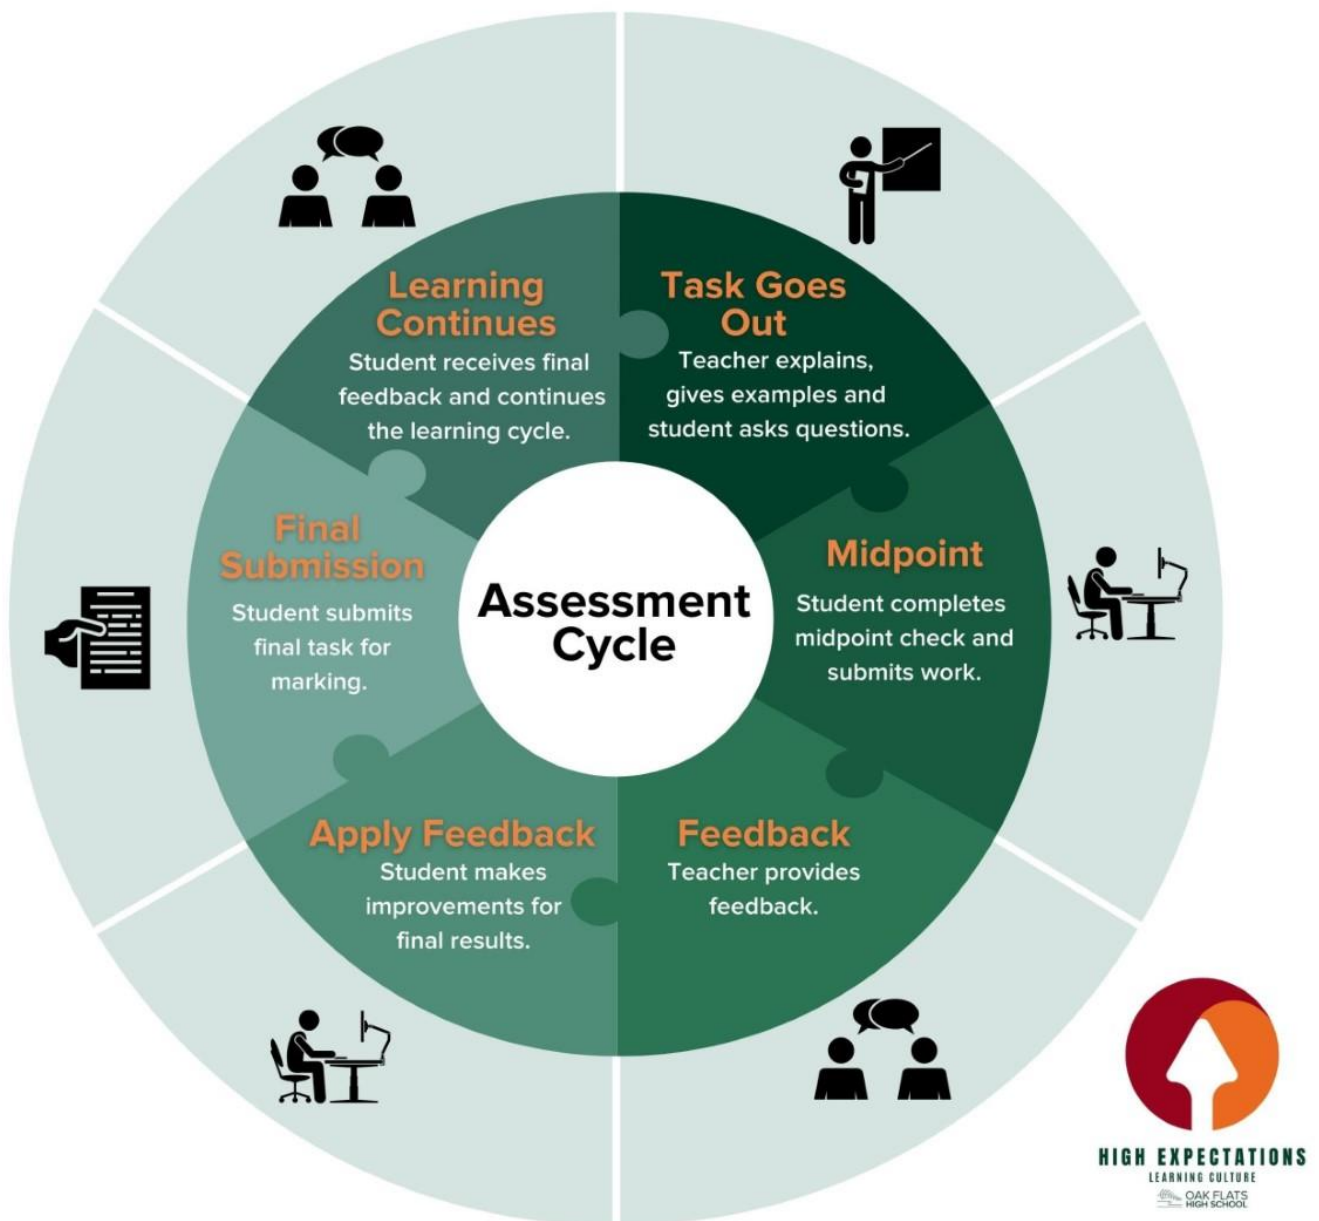 Task Goes
Out
Teacher explains,
gives examples and
student asks questions.
Midpoint
Student completes
midpoint check and
submits work.
Feedback
Teacher provides
feedback.
Apply Feedback
Student makes
improvements for
final results.
Final
Submission
Student submits
final task for
marking.
Learning
Continues
Student receives final
feedback and continues
the learning cycle.
Assessment
Cycle
HIGH EXPECTATIONS
LEARNING CULTURE
OAK FLATS
HIGH SCHOOL